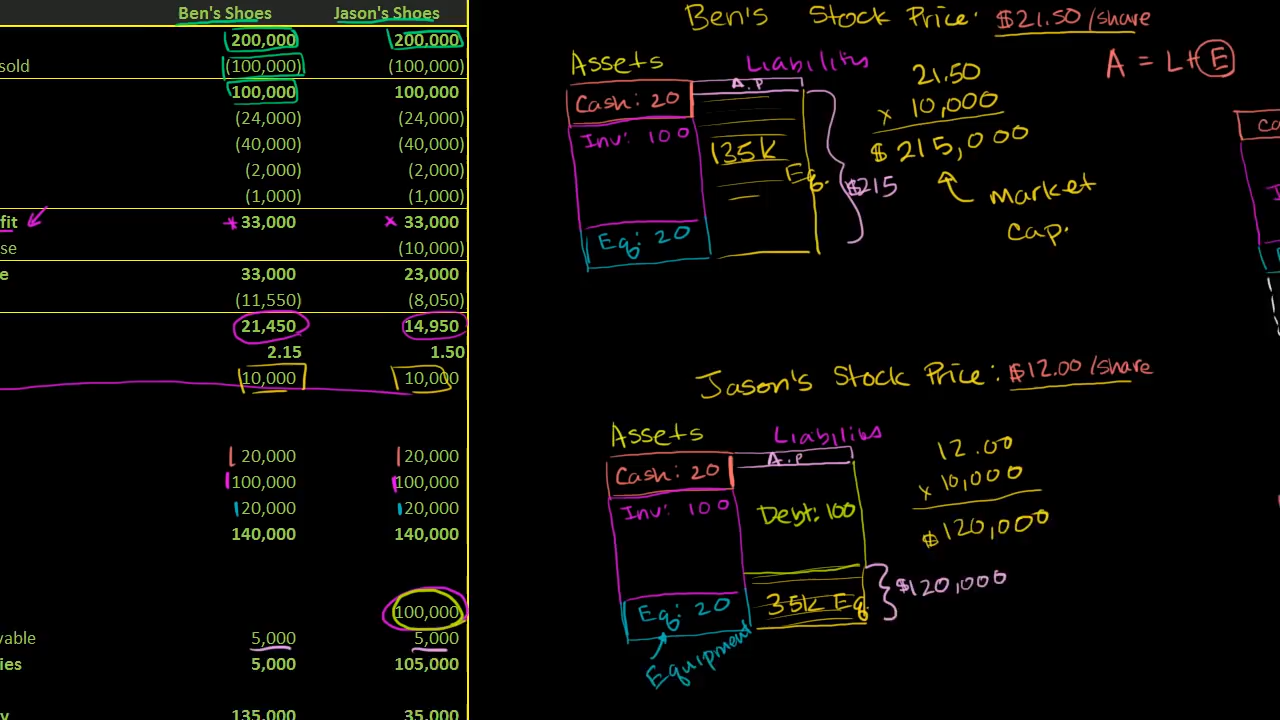 Ben's Shoes Jason's Shoes
200,000 200,000
sold (100,000) (100,000)
100,000 100,000
(24,000) (24,000)
(40,000) (40,000)
(2,000) (2,000)
(1,000) (1,000)
fit 33,000 x 33,000
se (10,000)
e 33,000 23,000
(11,550) (8,050)
21,450 14,950
2.15 1.50
10,000 10,000
20,000 20,000
100,000 100,000
20,000 20,000
140,000 140,000
100,000
yable 5,000 5,000
ies 5,000 105,000
y 135,000 35,000
Ben's Stock Price: $21.50/share
A = L+E
Assets Liabilities
A.P
Cash: 20
Inv: 100
135k
Eq.
Eq: 20
$215
21.50
x 10,000
$215,000
market
cap.
Jason's Stock Price: $12.00/share
Assets Liabilities
A.P
Cash: 20
Inv: 100
Debt: 100
Eq: 20
35k Eq.
$120,000
Equipment
12.00
x 10,000
$120,000